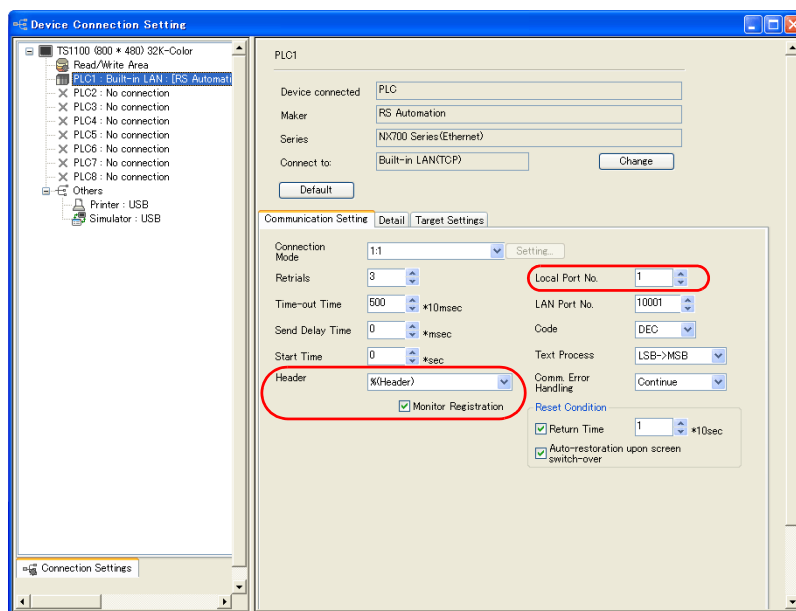 Device Connection Setting
TS1100 (800 * 480) 32K-Color
Read/Write Area
PLC1 : Built-in LAN : [RS Automati
PLC2 : No connection
PLC3 : No connection
PLC4 : No connection
PLC5 : No connection
PLC6 : No connection
PLC7 : No connection
PLC8 : No connection
Others
Printer : USB
Simulator : USB
Connection Settings
PLC1
Device connected PLC
Maker RS Automation
Series NX700 Series(Ethernet)
Connect to: Built-in LAN(TCP) Change
Default
Communication Setting Detail Target Settings
Connection Mode 1:1 Setting...
Retrials 3 Local Port No. 1
Time-out Time 500 *10msec LAN Port No. 10001
Send Delay Time 0 *msec Code DEC
Start Time 0 *sec Text Process LSB->MSB
Header %(Header) Comm. Error Handling Continue
Monitor Registration Reset Condition
Return Time 1 *10sec
Auto-restoration upon screen
switch-over